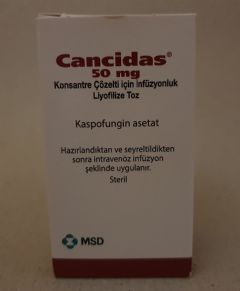 Cancidas®
50 mg
Konsantre Çözelti için İnfüzyonluk
Liyofilize Toz
Kaspofungin asetat
Hazırlandıktan ve seyreltildikten
sonra intravenöz infüzyon
şeklinde uygulanır.
Steril
MSD